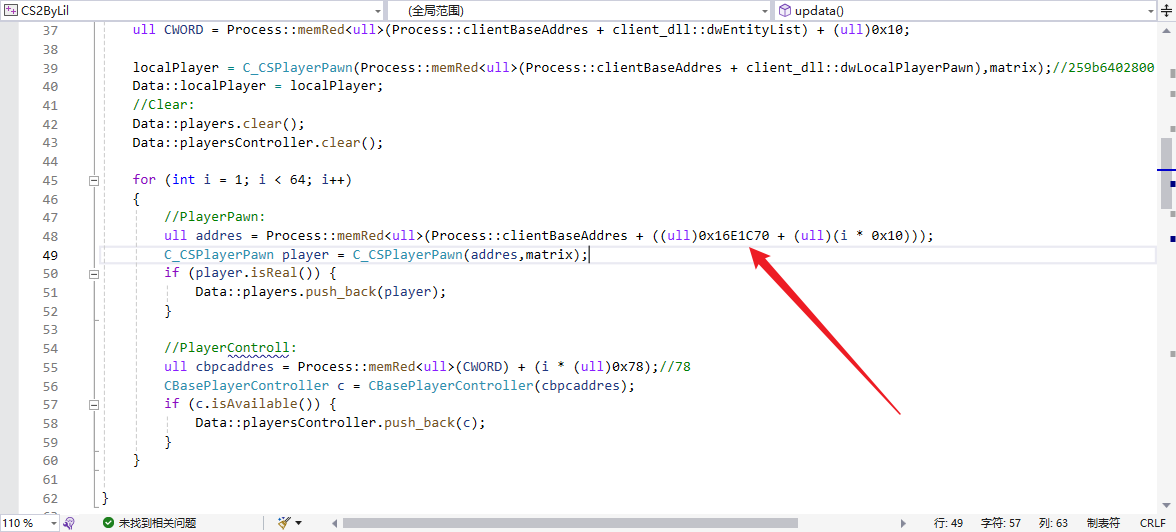 CS2ByLil (全局范围) updata()
37 ull CWORD = Process::memRed<ull>(Process::clientBaseAddres + client_dll::dwEntityList) + (ull)0x10;
38
39 localPlayer = C_CSPlayerPawn(Process::memRed<ull>(Process::clientBaseAddres + client_dll::dwLocalPlayerPawn),matrix);//259b6402800
40 Data::localPlayer = localPlayer;
41 //Clear:
42 Data::players.clear();
43 Data::playersController.clear();
44
45 for (int i = 1; i < 64; i++)
46 {
47 //PlayerPawn:
48 ull addres = Process::memRed<ull>(Process::clientBaseAddres + ((ull)0x16E1C70 + (ull)(i * 0x10)));
49 C_CSPlayerPawn player = C_CSPlayerPawn(addres,matrix);
50 if (player.isReal()) {
51 Data::players.push_back(player);
52 }
53
54 //PlayerControll:
55 ull cbpcaddres = Process::memRed<ull>(CWORD) + (i * (ull)0x78);//78
56 CBasePlayerController c = CBasePlayerController(cbpcaddres);
57 if (c.isAvailable()) {
58 Data::playersController.push_back(c);
59 }
60 }
61
62 }
110 % 未找到相关问题 行: 49 字符: 57 列: 63 制表符 CRLF